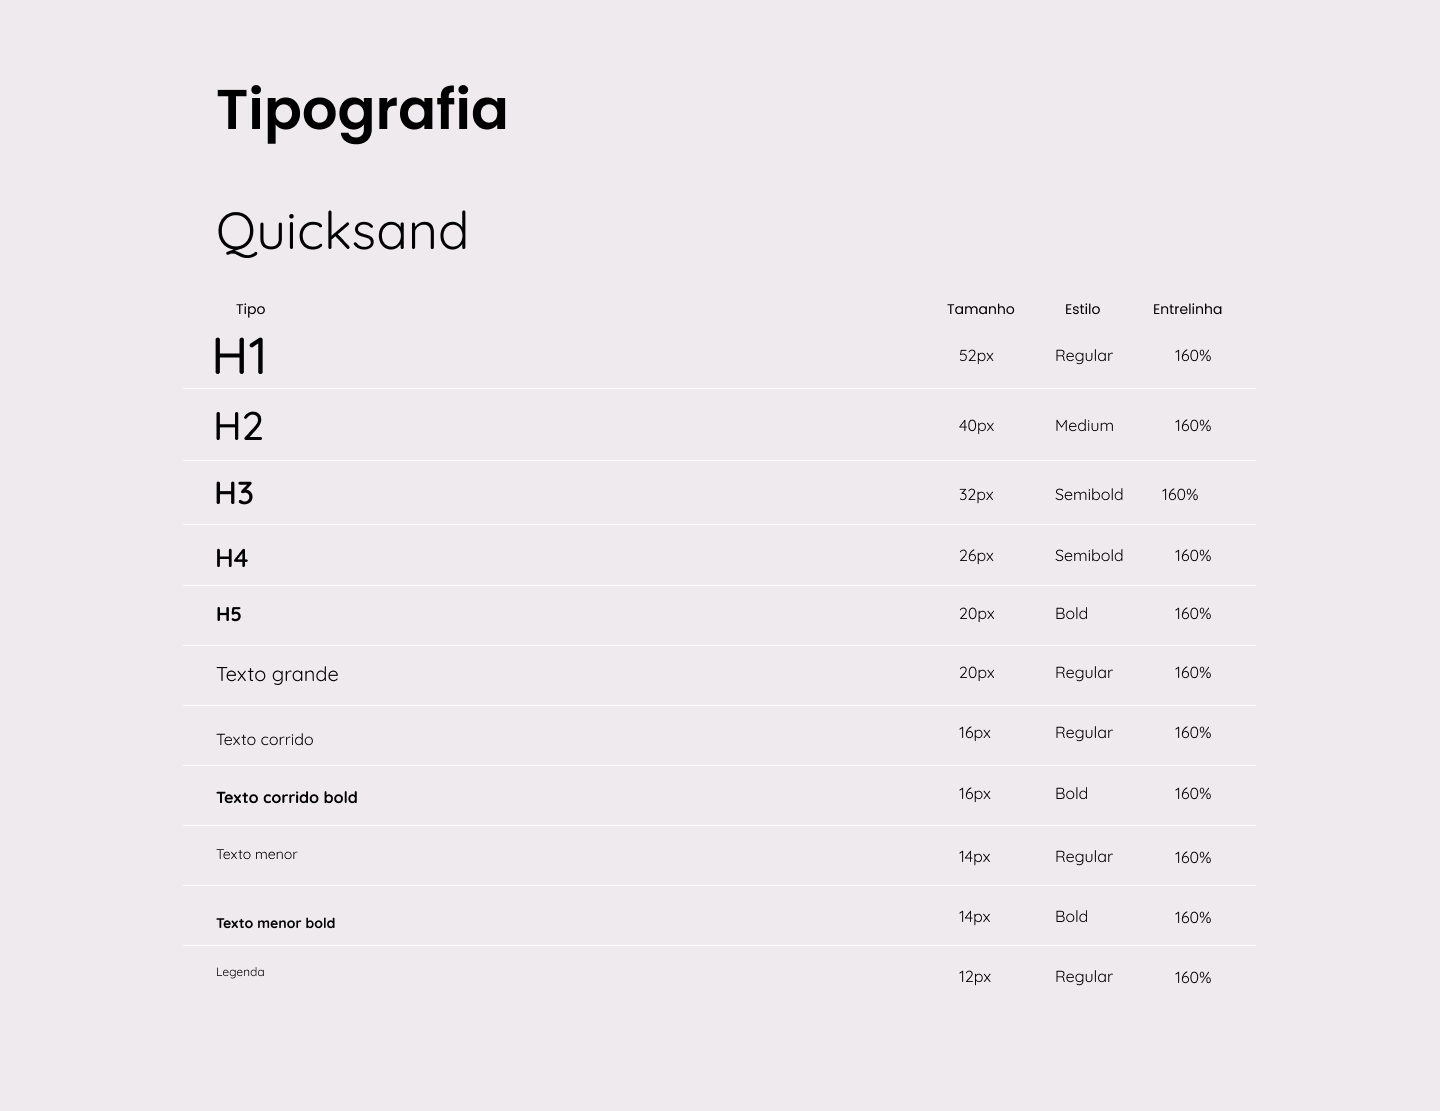 Tipografia
Quicksand
Tipo Tamanho Estilo Entrelinha
H1 52px Regular 160%
H2 40px Medium 160%
H3 32px Semibold 160%
H4 26px Semibold 160%
H5 20px Bold 160%
Texto grande 20px Regular 160%
Texto corrido 16px Regular 160%
Texto corrido bold 16px Bold 160%
Texto menor 14px Regular 160%
Texto menor bold 14px Bold 160%
Legenda 12px Regular 160%